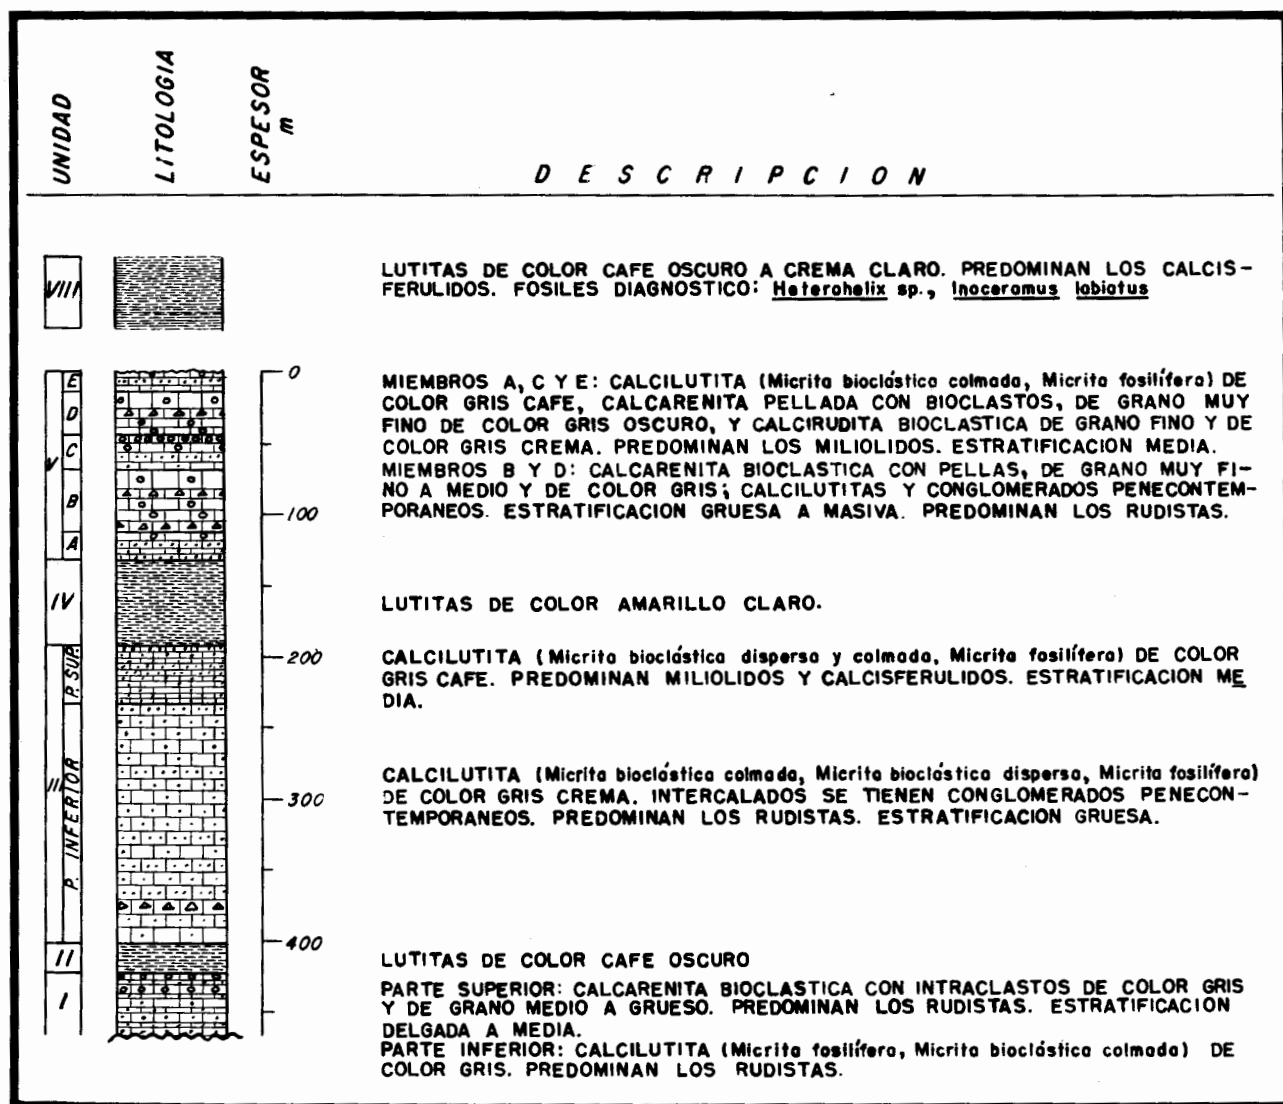 UNIDAD
LITOLOGIA
ESPESOR
m
DESCRIPCION
VIII
LUTITAS DE COLOR CAFE OSCURO A CREMA CLARO. PREDOMINAN LOS CALCIS-
FERULIDOS. FOSILES DIAGNOSTICO: Heterohelix sp., Inoceramus labiatus
0
V
E
D
C
B
A
MIEMBROS A, C Y E: CALCILUTITA (Micrita bioclástica colmada, Micrita fosilífera) DE
COLOR GRIS CAFE, CALCARENITA PELLADA CON BIOCLASTOS, DE GRANO MUY
FINO DE COLOR GRIS OSCURO, Y CALCIRUDITA BIOCLASTICA DE GRANO FINO Y DE
COLOR GRIS CREMA. PREDOMINAN LOS MILIOLIDOS. ESTRATIFICACION MEDIA.
MIEMBROS B Y D: CALCARENITA BIOCLASTICA CON PELLAS, DE GRANO MUY FI-
NO A MEDIO Y DE COLOR GRIS; CALCILUTITAS Y CONGLOMERADOS PENECONTEM-
PORANEOS. ESTRATIFICACION GRUESA A MASIVA. PREDOMINAN LOS RUDISTAS.
100
IV
LUTITAS DE COLOR AMARILLO CLARO.
200
III
P. SUP.
CALCILUTITA (Micrita bioclástica dispersa y colmada, Micrita fosilífera) DE COLOR
GRIS CAFE. PREDOMINAN MILIOLIDOS Y CALCISFERULIDOS. ESTRATIFICACION ME
DIA.
P. INFERIOR
300
CALCILUTITA (Micrita bioclástica colmada, Micrita bioclástica dispersa, Micrita fosilífera)
DE COLOR GRIS CREMA. INTERCALADOS SE TIENEN CONGLOMERADOS PENECON-
TEMPORANEOS. PREDOMINAN LOS RUDISTAS. ESTRATIFICACION GRUESA.
400
II
LUTITAS DE COLOR CAFE OSCURO
I
PARTE SUPERIOR: CALCARENITA BIOCLASTICA CON INTRACLASTOS DE COLOR GRIS
Y DE GRANO MEDIO A GRUESO. PREDOMINAN LOS RUDISTAS. ESTRATIFICACION
DELGADA A MEDIA.
PARTE INFERIOR: CALCILUTITA (Micrita fosilífera, Micrita bioclástica colmada) DE
COLOR GRIS. PREDOMINAN LOS RUDISTAS.